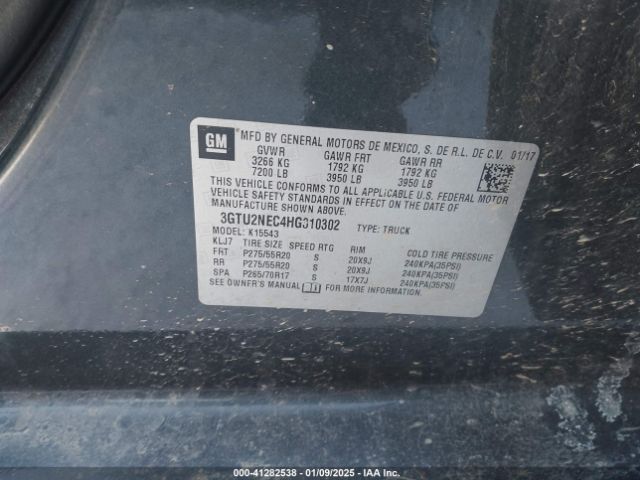 GM
MFD BY GENERAL MOTORS DE MEXICO, S. DE R.L. DE C.V. 01/17
GVWR GAWR FRT GAWR RR
3266 KG 1792 KG 1792 KG
7200 LB 3950 LB 3950 LB
THIS VEHICLE CONFORMS TO ALL APPLICABLE U.S. FEDERAL MOTOR
VEHICLE SAFETY STANDARDS IN EFFECT ON THE DATE OF
MANUFACTURE SHOWN ABOVE.
3GTU2NEC4HG310302 TYPE: TRUCK
MODEL: K15543
KLJ7 TIRE SIZE SPEED RTG RIM COLD TIRE PRESSURE
FRT P275/55R20 S 20X9J 240KPA(35PSI)
RR P275/55R20 S 20X9J 240KPA(35PSI)
SPA P265/70R17 S 17X7J 240KPA(35PSI)
SEE OWNER'S MANUAL FOR MORE INFORMATION.
000-41282538 - 01/09/2025 - IAA Inc.